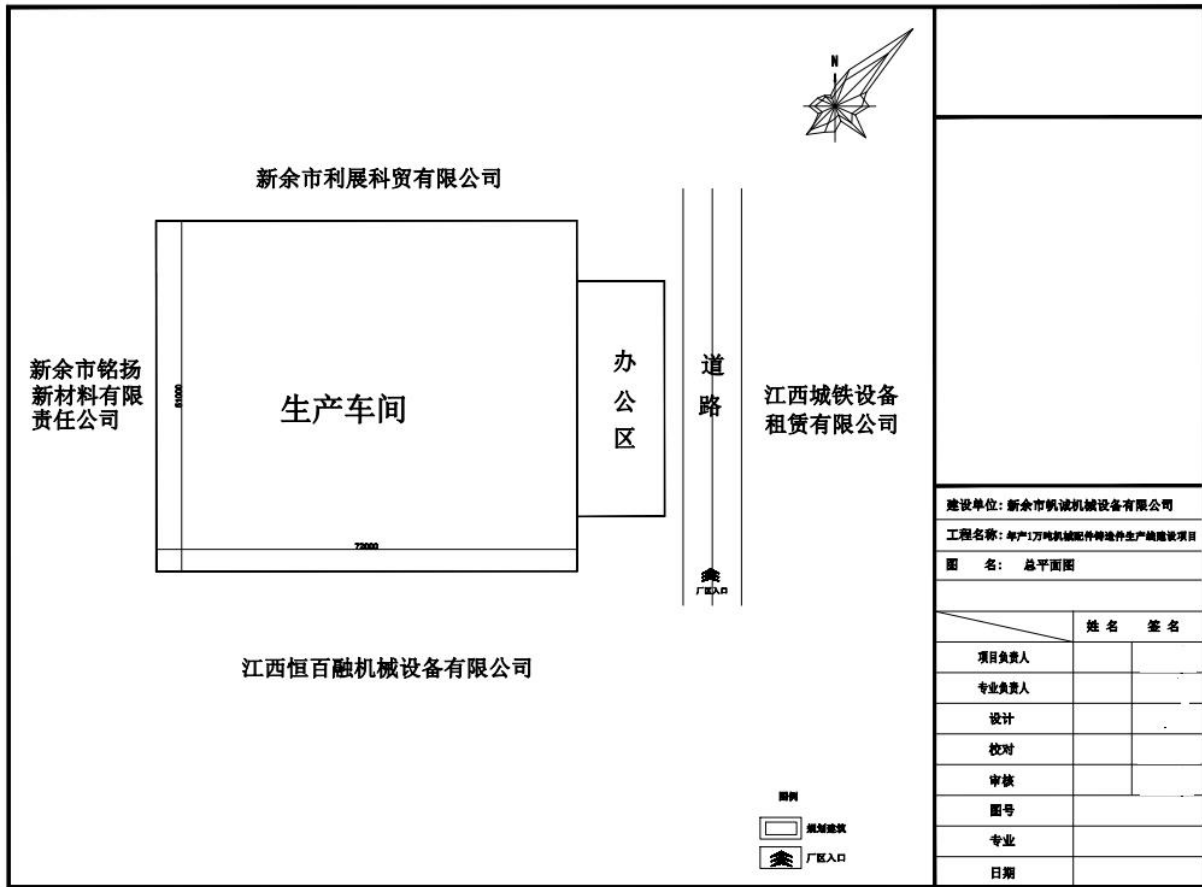 N
新余市利展科贸有限公司
新余市铭扬
新材料有限
责任公司
61000
生产车间
73000
办
公
区
道
路
江西城铁设备
租赁有限公司
厂区入口
江西恒百融机械设备有限公司
图例
规划建筑
厂区入口
建设单位：新余市帆诚机械设备有限公司
工程名称：年产1万吨机械配件铸造件生产线建设项目
图 名： 总平面图
姓 名 签 名
项目负责人
专业负责人
设计
校对
审核
图号
专业
日期